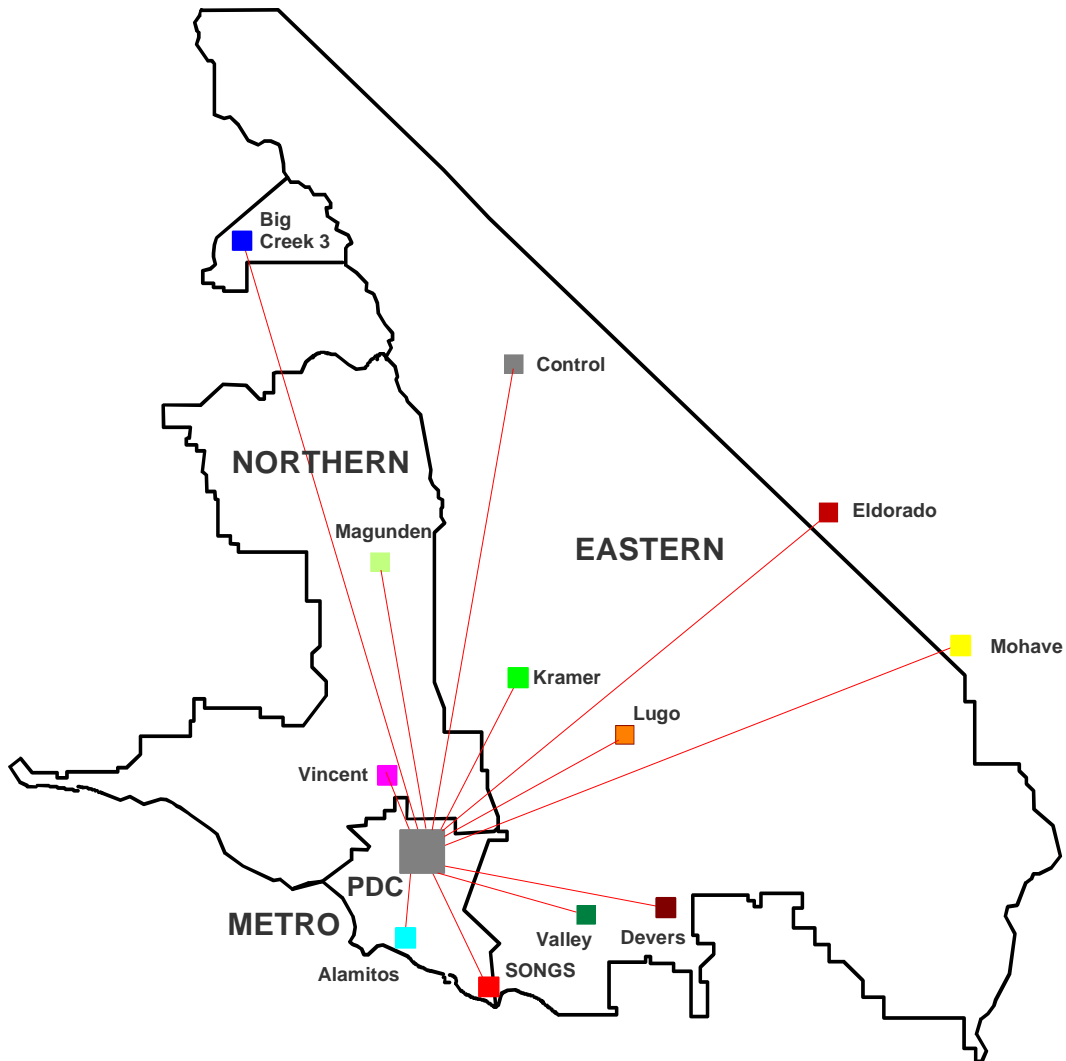 Big
Creek 3
Control
NORTHERN
Eldorado
Magunden
EASTERN
Mohave
Kramer
Lugo
Vincent
PDC
METRO
Valley
Devers
Alamitos
SONGS